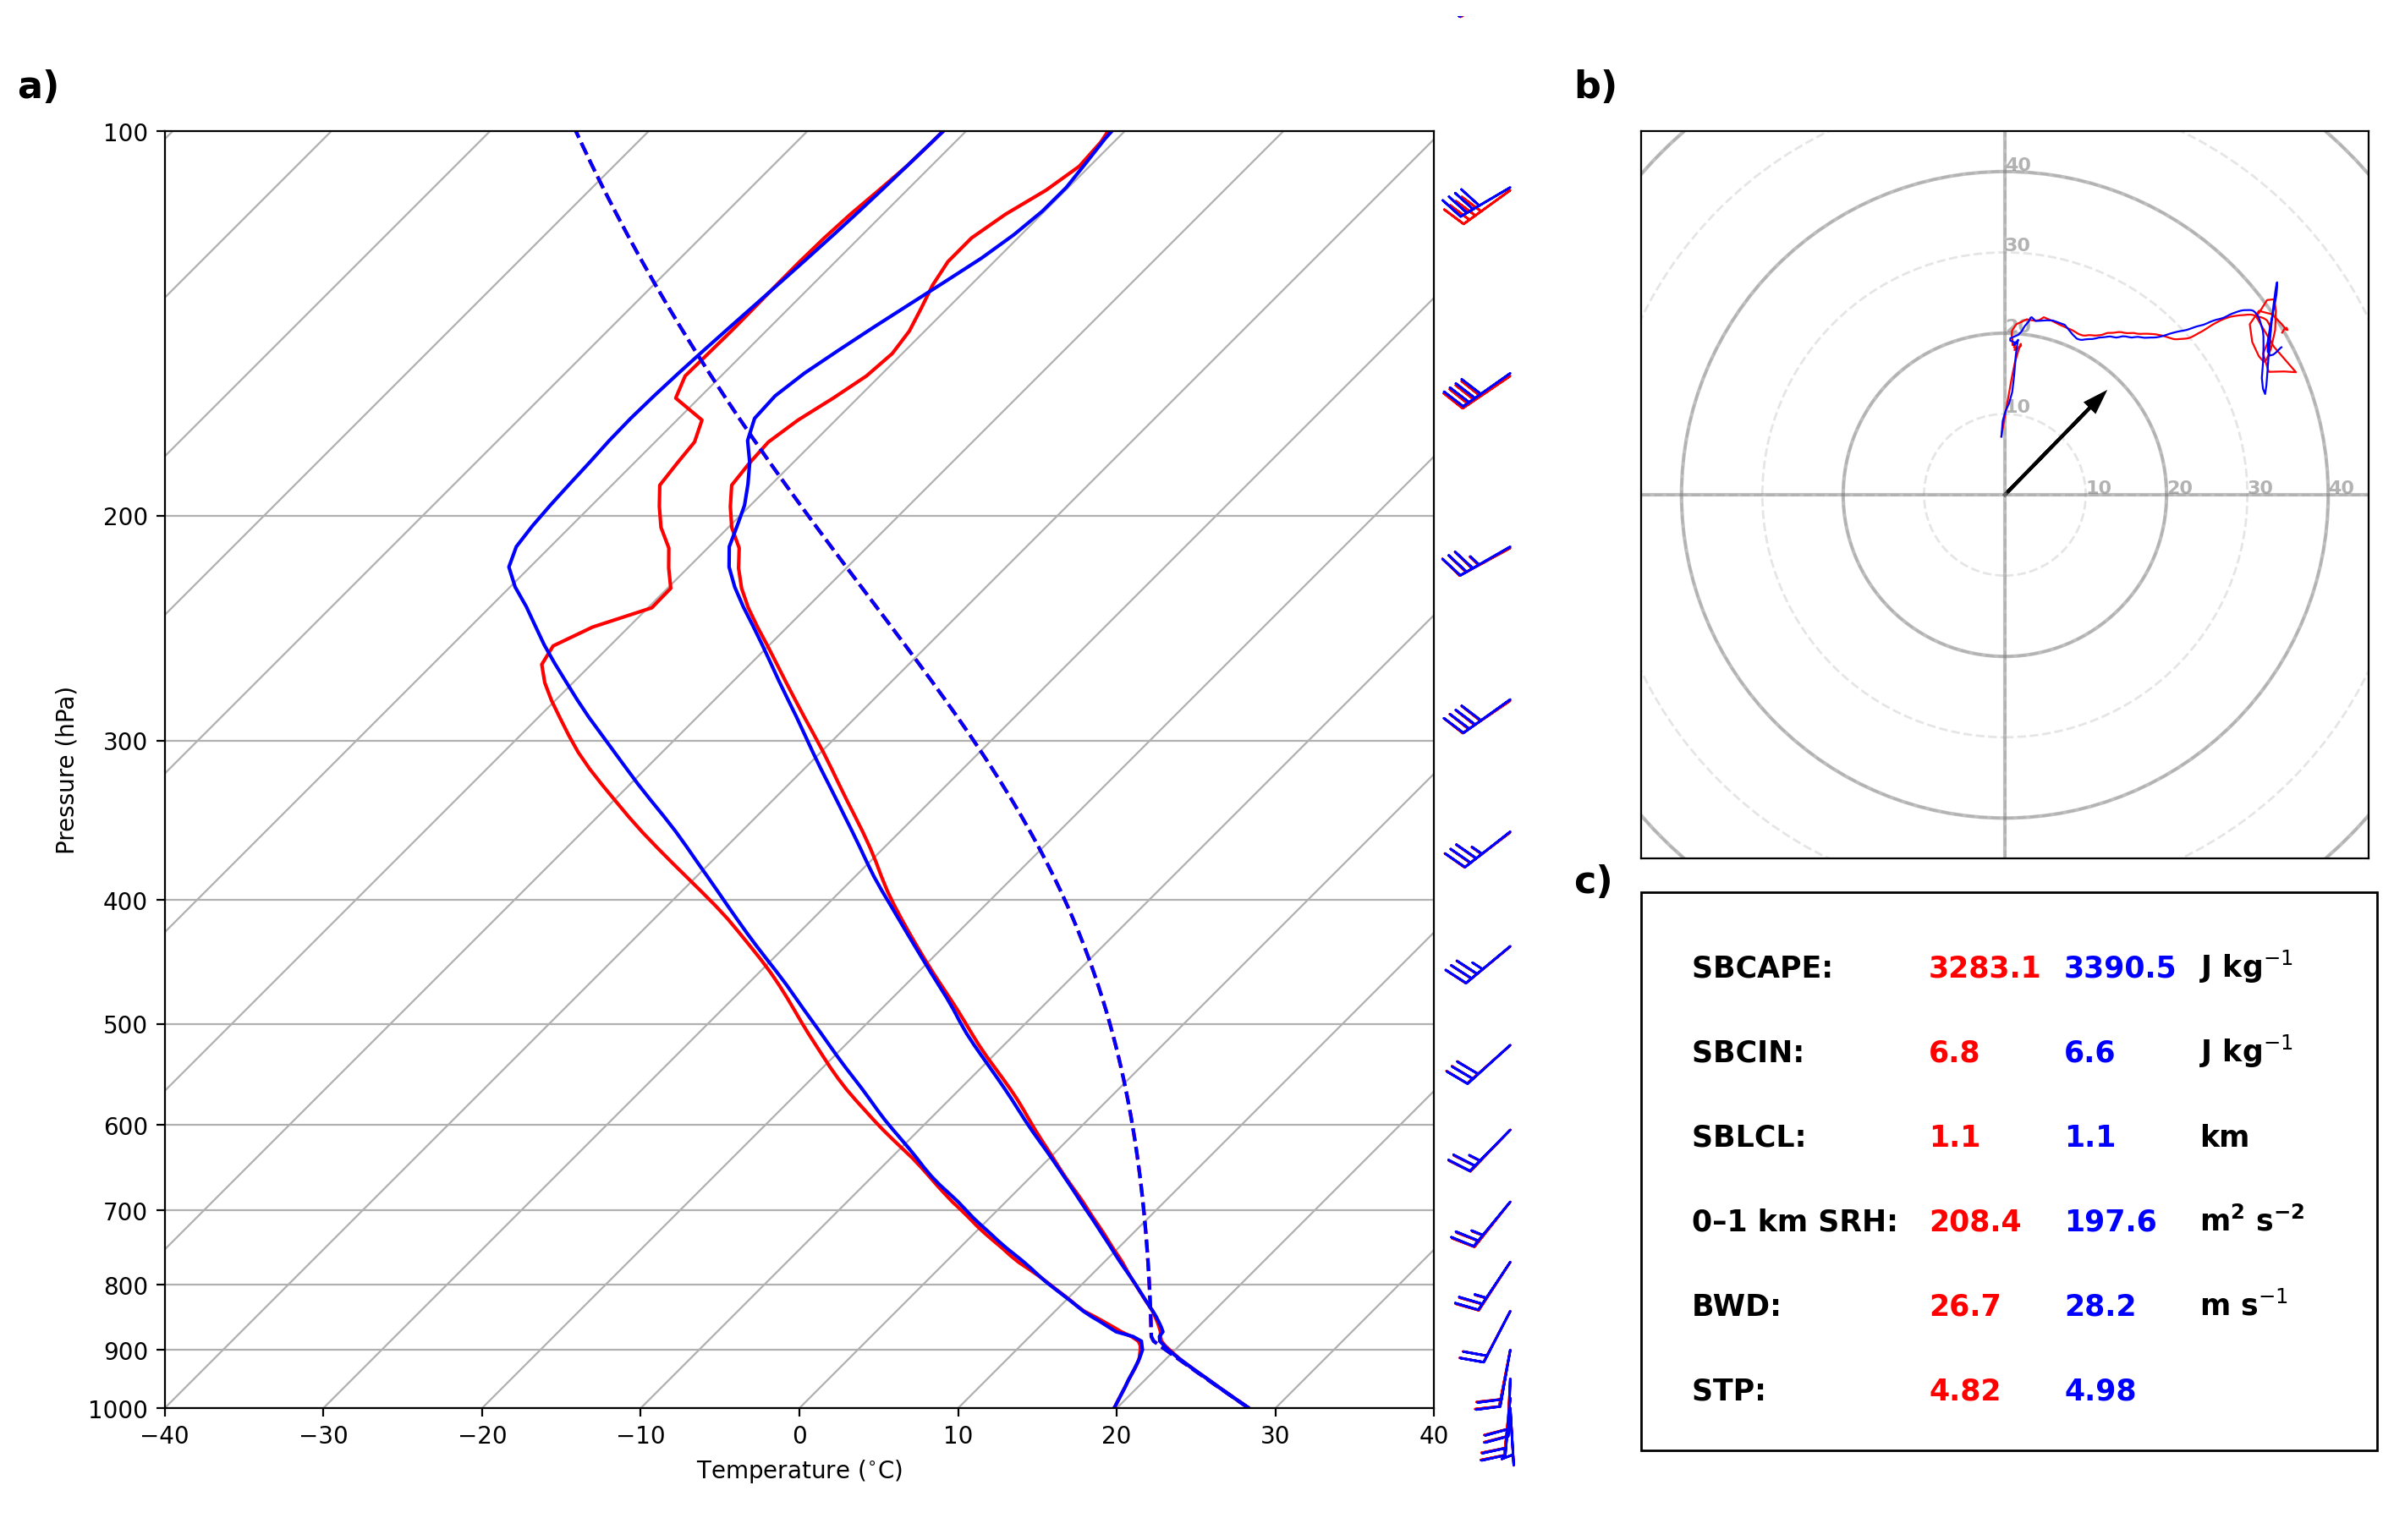 a)
100
200
300
400
500
600
700
800
900
1000
Pressure (hPa)
−40 −30 −20 −10 0 10 20 30 40
Temperature (°C)
b)
40
30
20
10
10 20 30 40
c)
SBCAPE: 3283.1 3390.5 J kg⁻¹
SBCIN: 6.8 6.6 J kg⁻¹
SBLCL: 1.1 1.1 km
0–1 km SRH: 208.4 197.6 m² s⁻²
BWD: 26.7 28.2 m s⁻¹
STP: 4.82 4.98